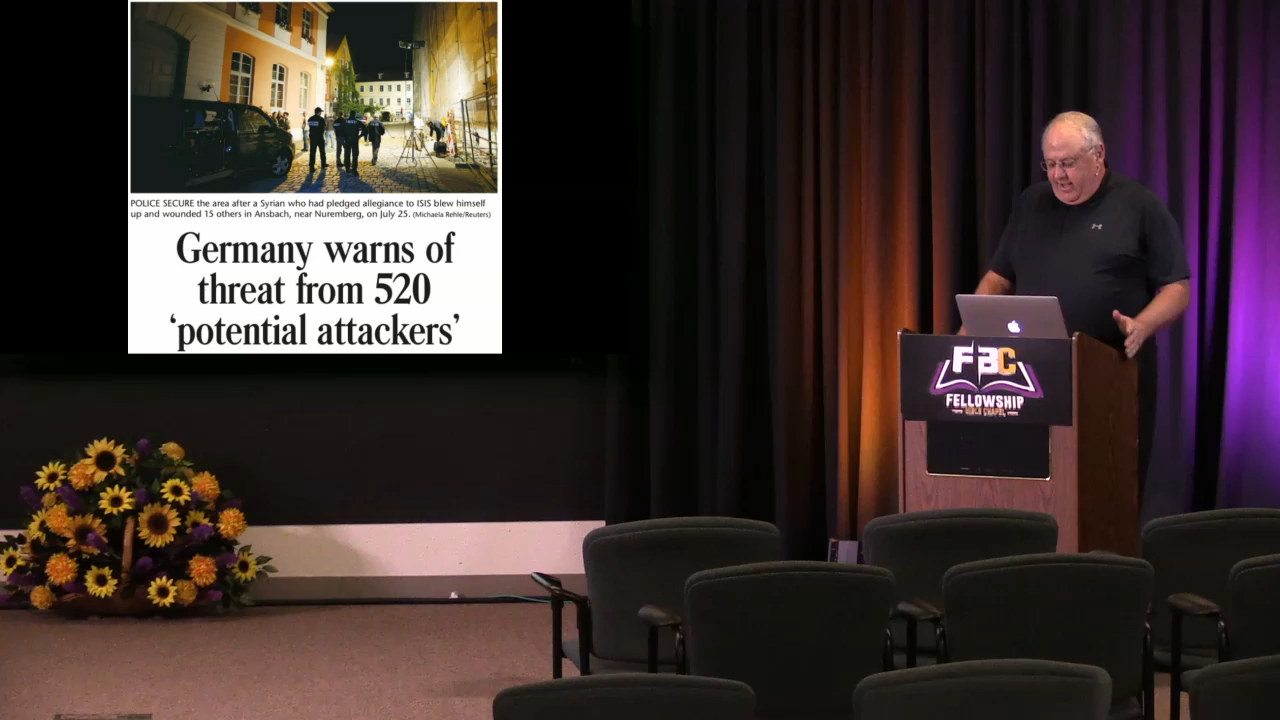 POLICE SECURE the area after a Syrian who had pledged allegiance to ISIS blew himself
up and wounded 15 others in Ansbach, near Nuremberg, on July 25. (Michaela Rehle/Reuters)
Germany warns of
threat from 520
‘potential attackers’
FBC
FELLOWSHIP
BIBLE CHAPEL